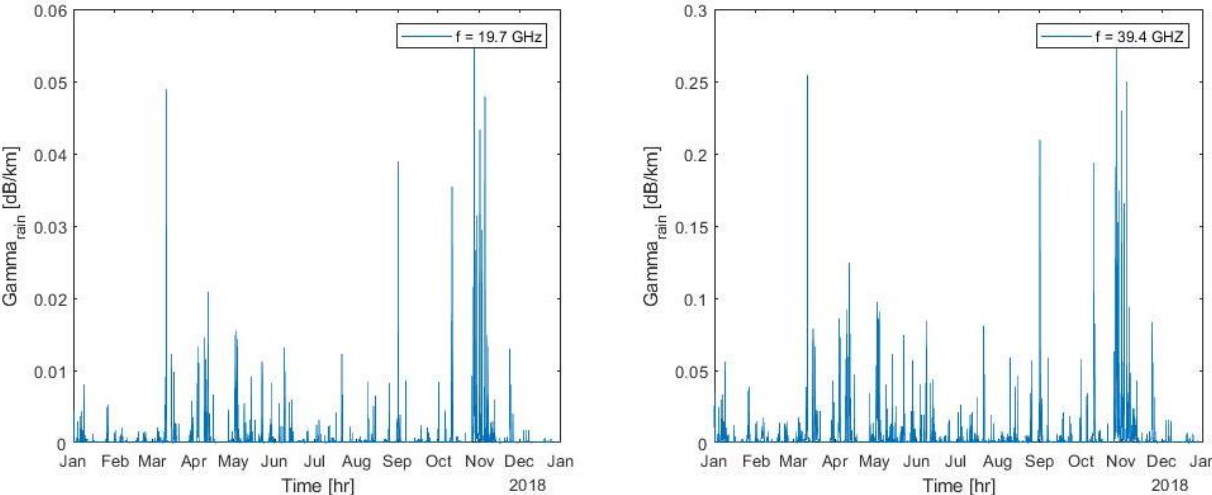 0.06
f = 19.7 GHz
0.05
0.04
0.03
0.02
0.01
0
Gamma_rain [dB/km]
Jan Feb Mar Apr May Jun Jul Aug Sep Oct Nov Dec Jan
Time [hr]
2018
0.3
f = 39.4 GHZ
0.25
0.2
0.15
0.1
0.05
0
Gamma_rain [dB/km]
Jan Feb Mar Apr May Jun Jul Aug Sep Oct Nov Dec Jan
Time [hr]
2018